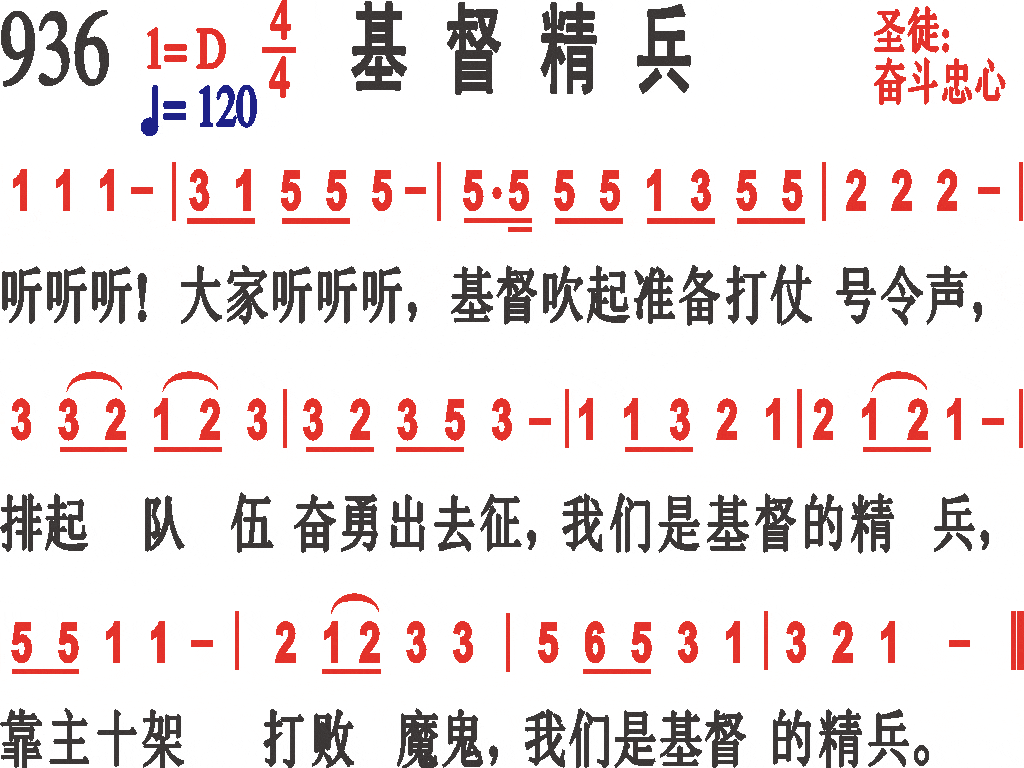 936 1=D 4/4 基督精兵 圣徒:
♩=120 奋斗忠心
1 1 1 – | 3 1 5 5 5 – | 5·5 5 5 1 3 5 5 | 2 2 2 – |
听听听！大家听听听，基督吹起准备打仗 号令声，
3 3 2 1 2 3 | 3 2 3 5 3 – | 1 1 3 2 1 | 2 1 2 1 – |
排起 队 伍 奋勇出去征，我们是基督的精 兵，
5 5 1 1 – | 2 1 2 3 3 | 5 6 5 3 1 | 3 2 1 – ‖
靠主十架 打败 魔鬼，我们是基督 的精兵。